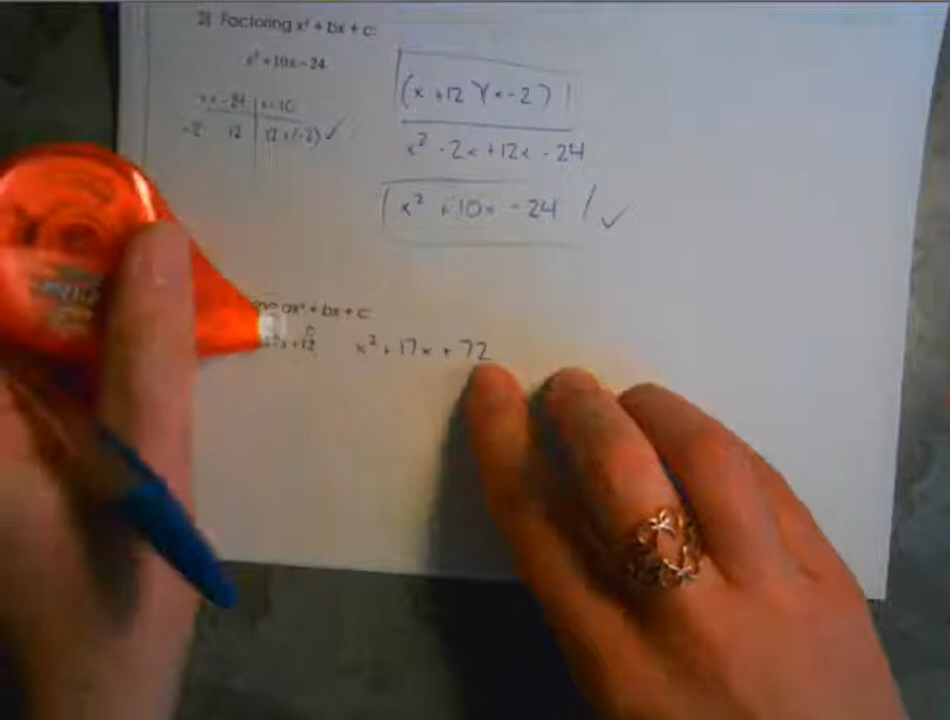 2) Factoring x² + bx + c:
x² + 10x - 24
(x + 12)(x - 2)
x - 24 | + 10
-2 12 | 12 + (-2) ✓
x² - 2x + 12x - 24
x² + 10x - 24 ✓
ax² + bx + c:
x + 12 x² + 17x + 72